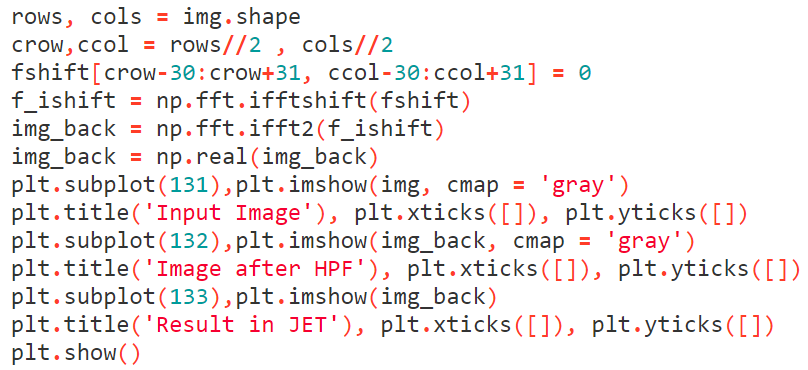 rows, cols = img.shape
crow,ccol = rows//2 , cols//2
fshift[crow-30:crow+31, ccol-30:ccol+31] = 0
f_ishift = np.fft.ifftshift(fshift)
img_back = np.fft.ifft2(f_ishift)
img_back = np.real(img_back)
plt.subplot(131),plt.imshow(img, cmap = 'gray')
plt.title('Input Image'), plt.xticks([]), plt.yticks([])
plt.subplot(132),plt.imshow(img_back, cmap = 'gray')
plt.title('Image after HPF'), plt.xticks([]), plt.yticks([])
plt.subplot(133),plt.imshow(img_back)
plt.title('Result in JET'), plt.xticks([]), plt.yticks([])
plt.show()